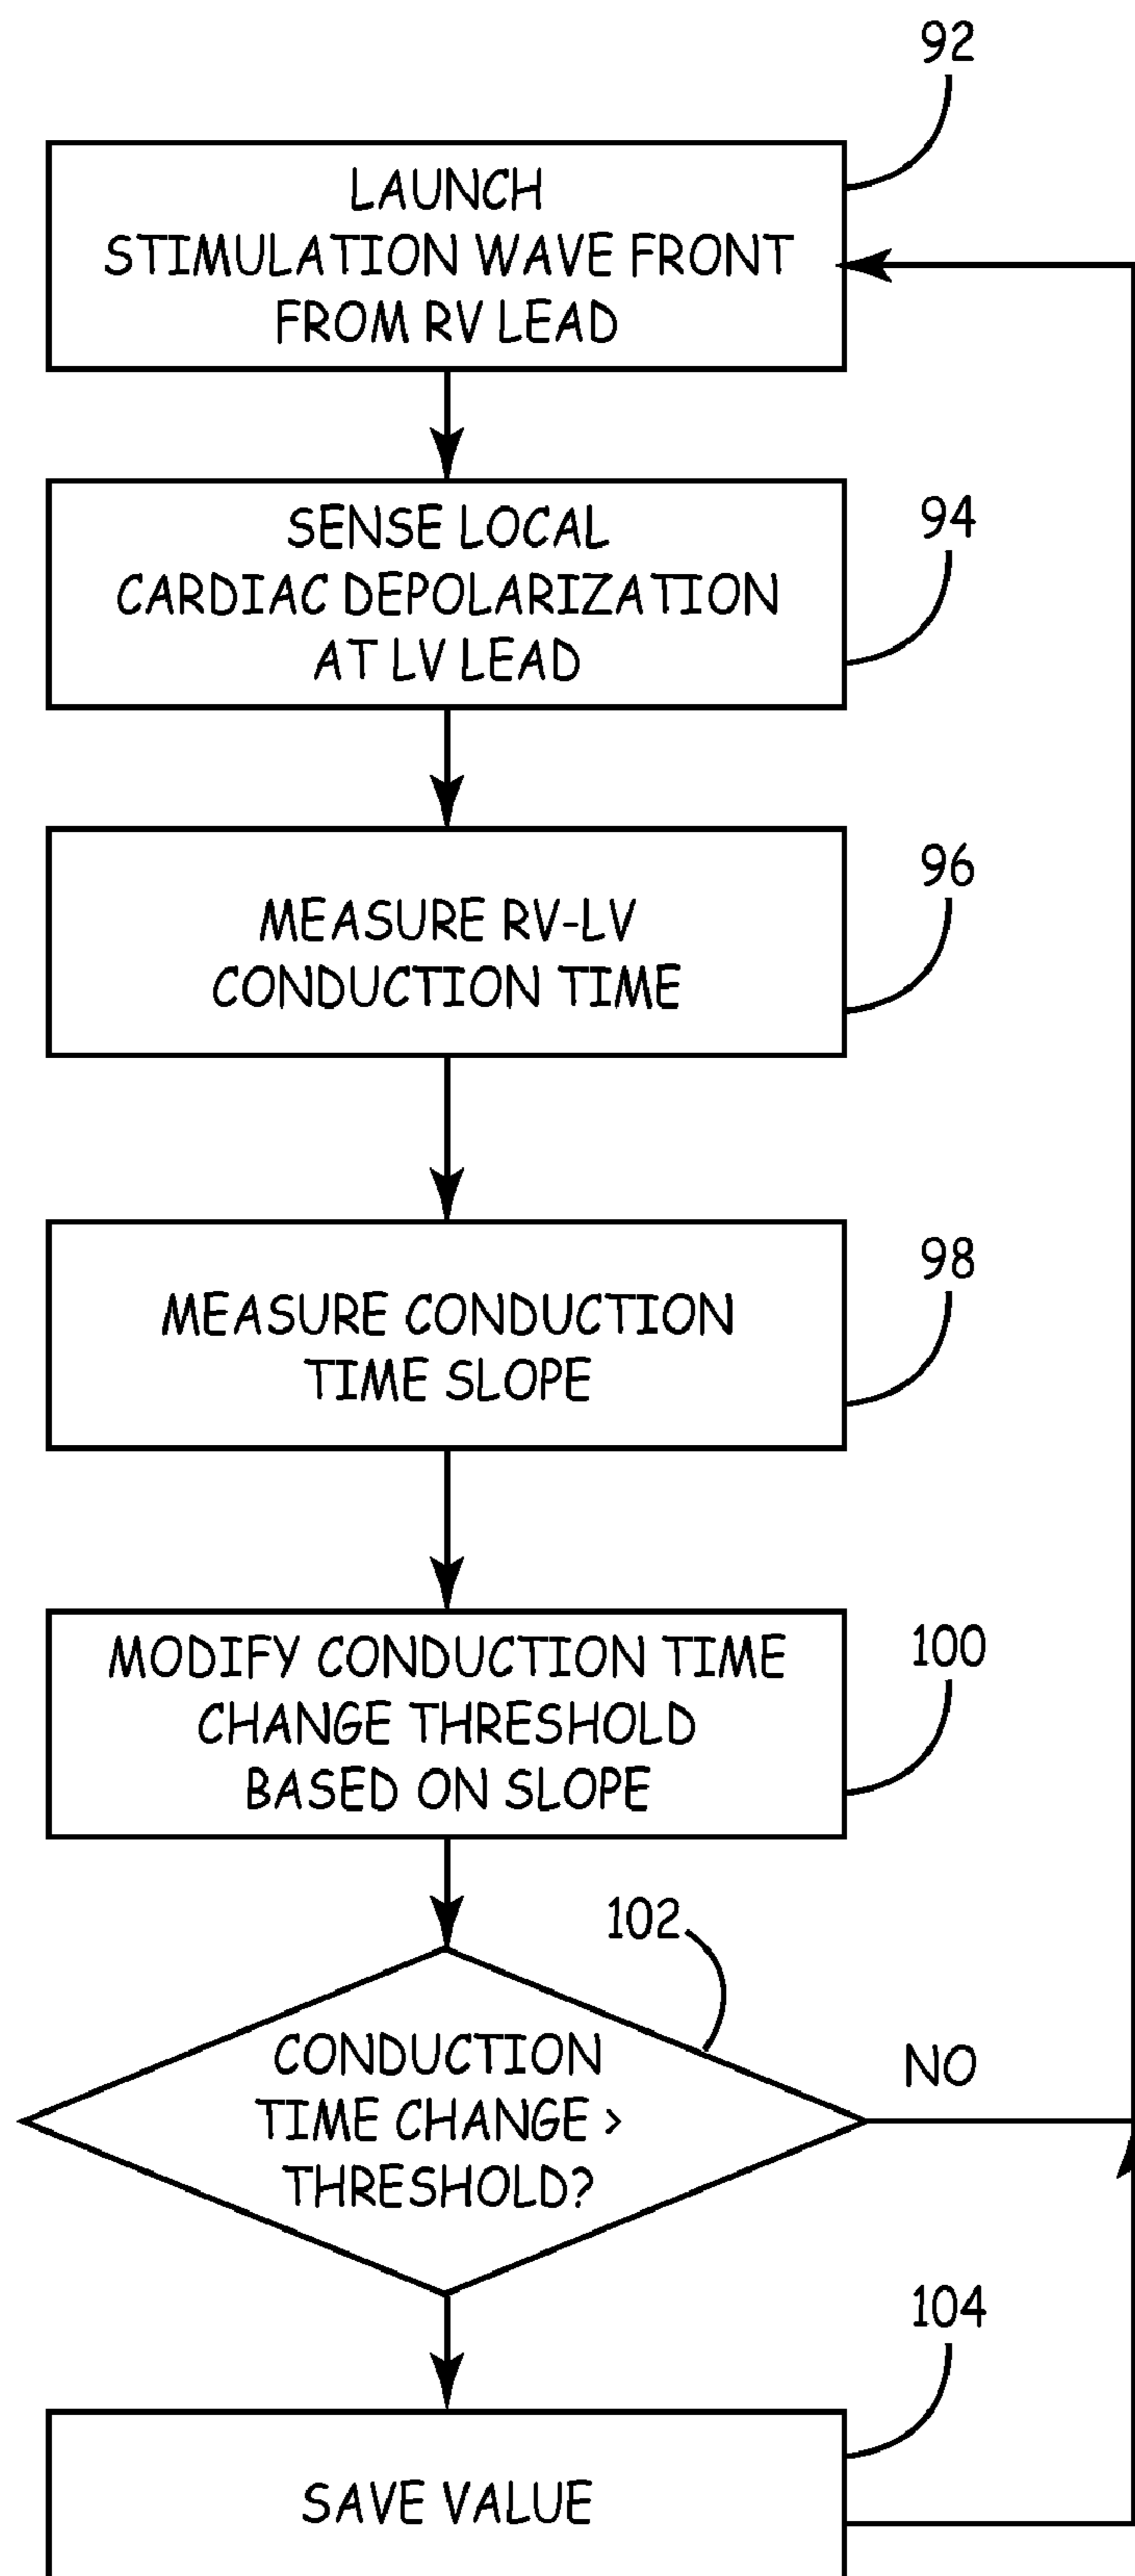 92
LAUNCH
STIMULATION WAVE FRONT
FROM RV LEAD
94
SENSE LOCAL
CARDIAC DEPOLARIZATION
AT LV LEAD
96
MEASURE RV-LV
CONDUCTION TIME
98
MEASURE CONDUCTION
TIME SLOPE
100
MODIFY CONDUCTION TIME
CHANGE THRESHOLD
BASED ON SLOPE
102
CONDUCTION
TIME CHANGE >
THRESHOLD?
NO
104
SAVE VALUE